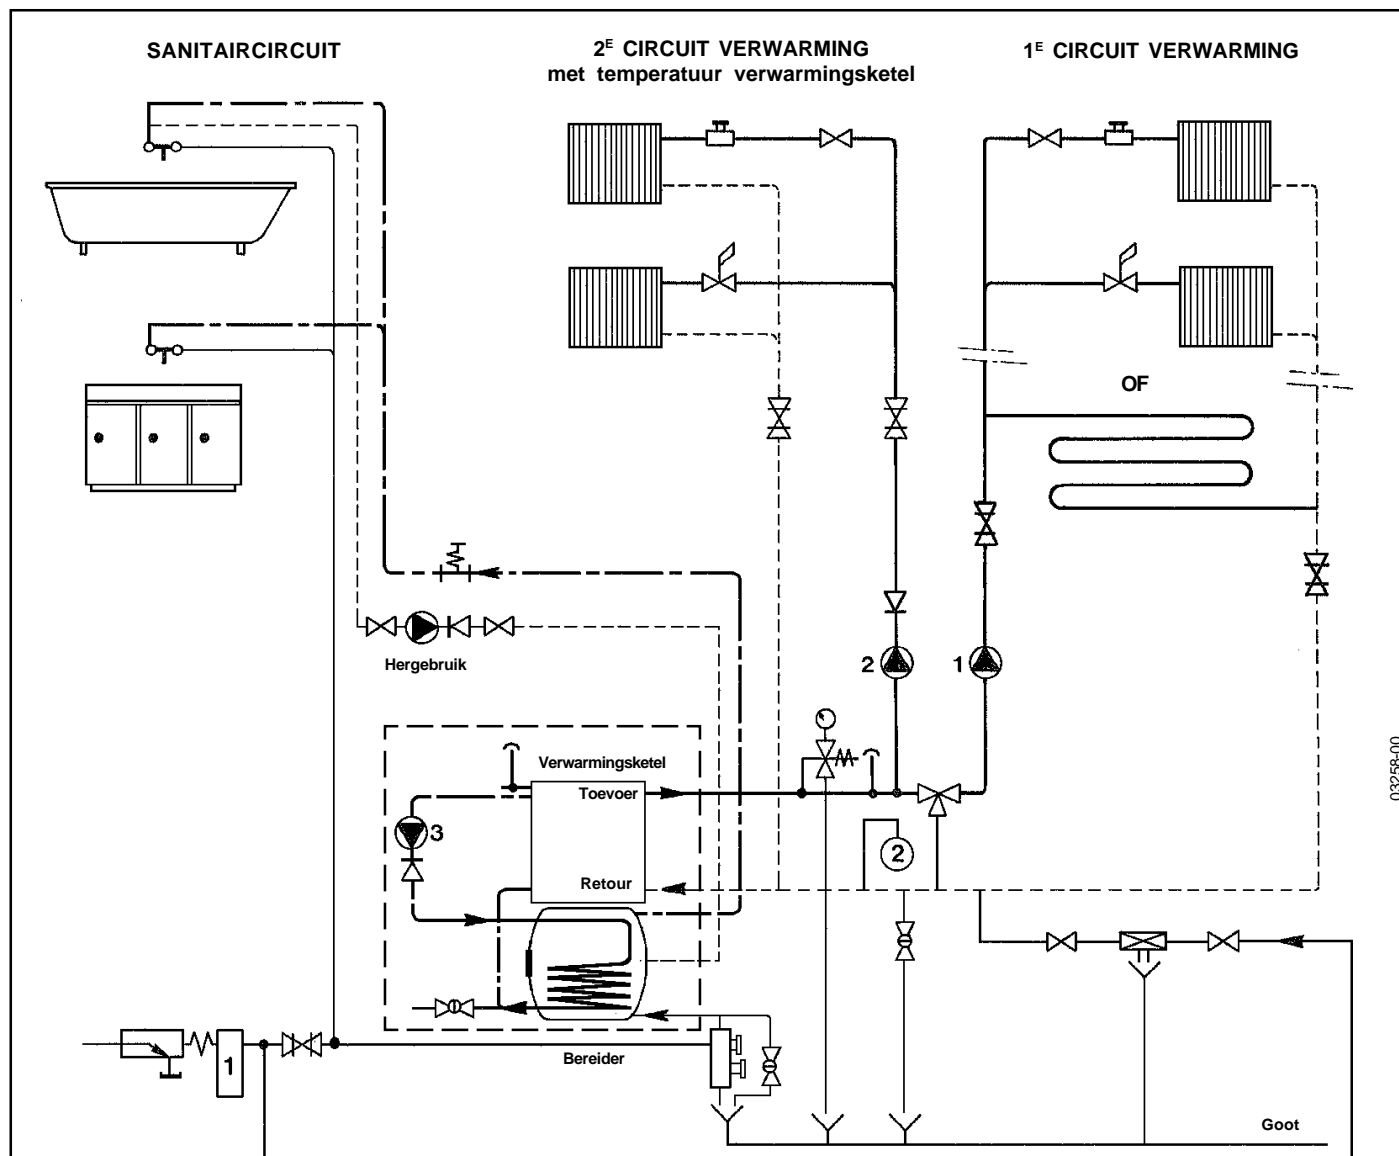 SANITAIRCIRCUIT
2E CIRCUIT VERWARMING
met temperatuur verwarmingsketel
1E CIRCUIT VERWARMING
OF
Hergebruik
2
1
Verwarmingsketel
Toevoer
3
2
Retour
03258-00
1
Bereider
Goot